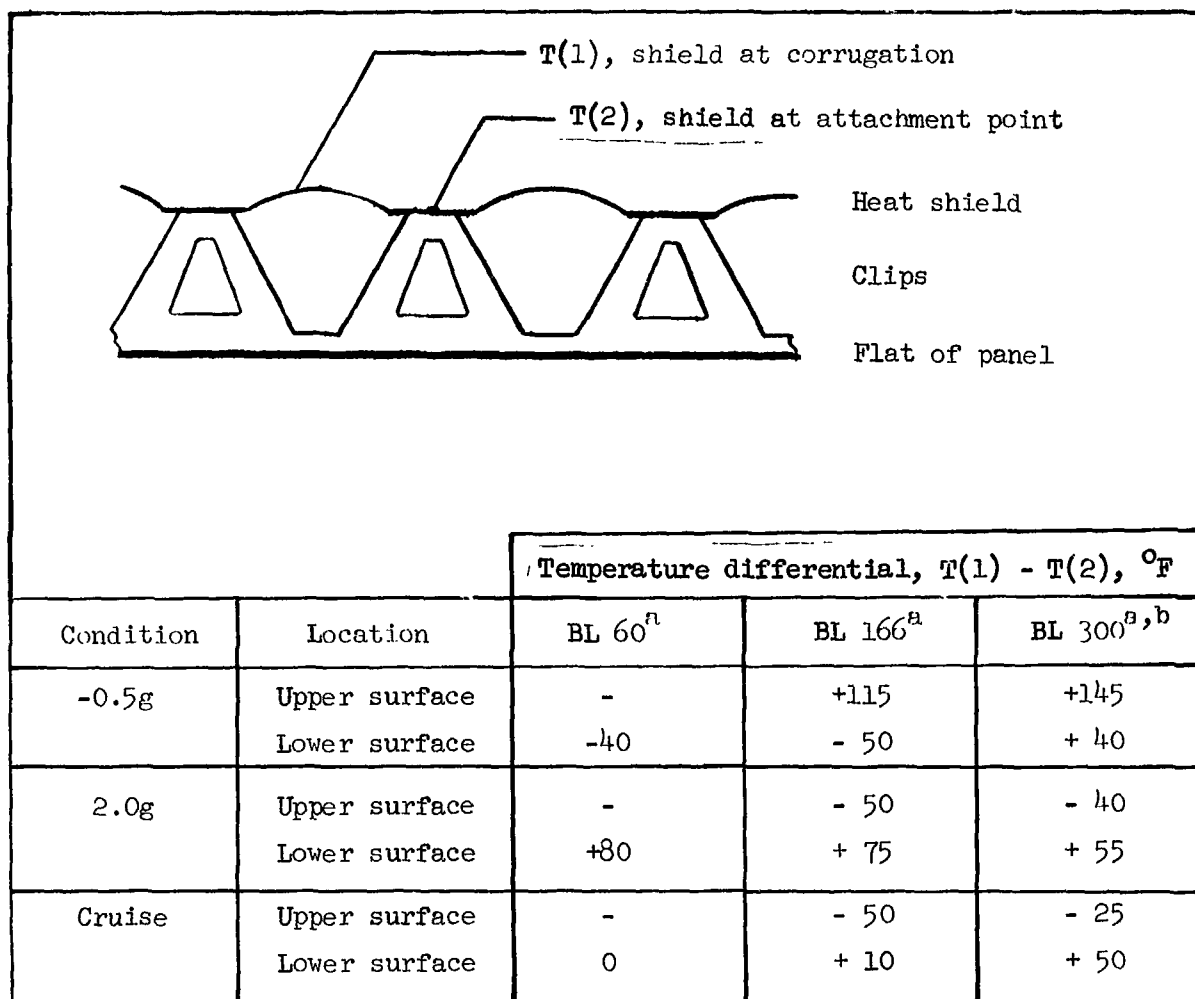 T(1), shield at corrugation
T(2), shield at attachment point
Heat shield
Clips
Flat of panel
Temperature differential, T(1) - T(2), °F
Condition Location BL 60ª BL 166ª BL 300ª,ᵇ
-0.5g Upper surface - +115 +145
Lower surface -40 - 50 + 40
2.0g Upper surface - - 50 - 40
Lower surface +80 + 75 + 55
Cruise Upper surface - - 50 - 25
Lower surface 0 + 10 + 50